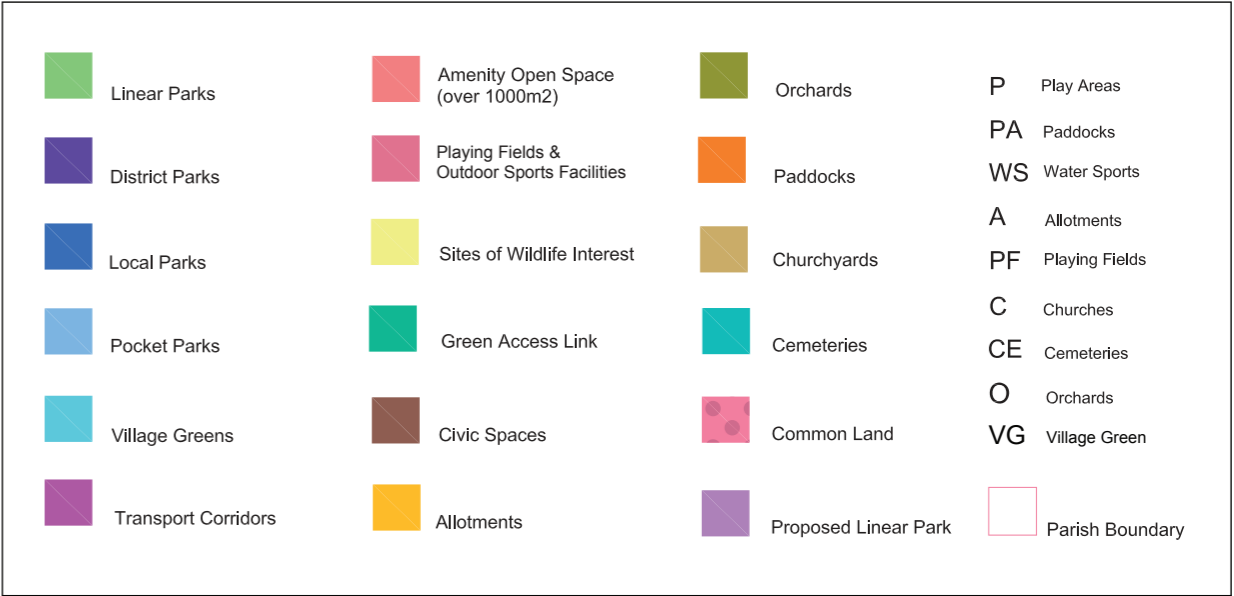 Linear Parks
District Parks
Local Parks
Pocket Parks
Village Greens
Transport Corridors
Amenity Open Space
(over 1000m2)
Playing Fields &
Outdoor Sports Facilities
Sites of Wildlife Interest
Green Access Link
Civic Spaces
Allotments
Orchards
Paddocks
Churchyards
Cemeteries
Common Land
Proposed Linear Park
P Play Areas
PA Paddocks
WS Water Sports
A Allotments
PF Playing Fields
C Churches
CE Cemeteries
O Orchards
VG Village Green
Parish Boundary